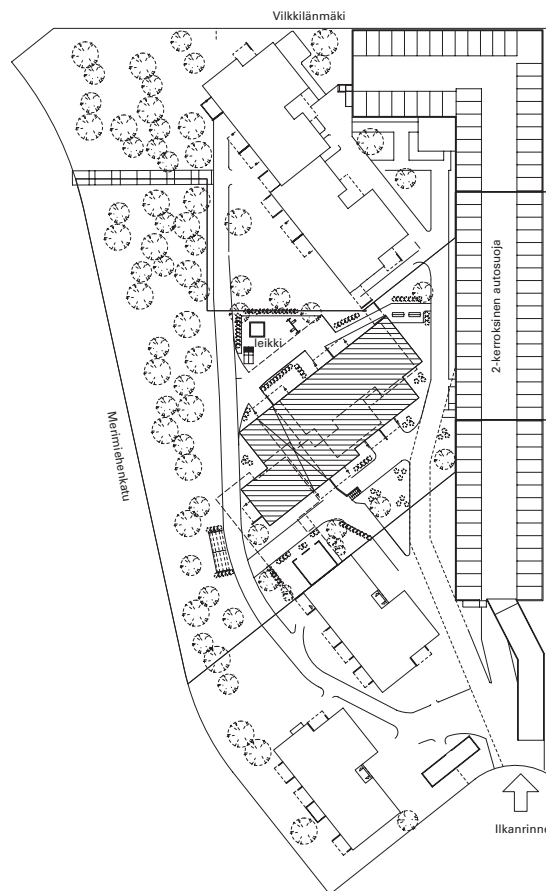 Vilkkilänmäki
2-kerroksinen autosuoja
leikki
Merimiehenkatu
Ilkanrinne